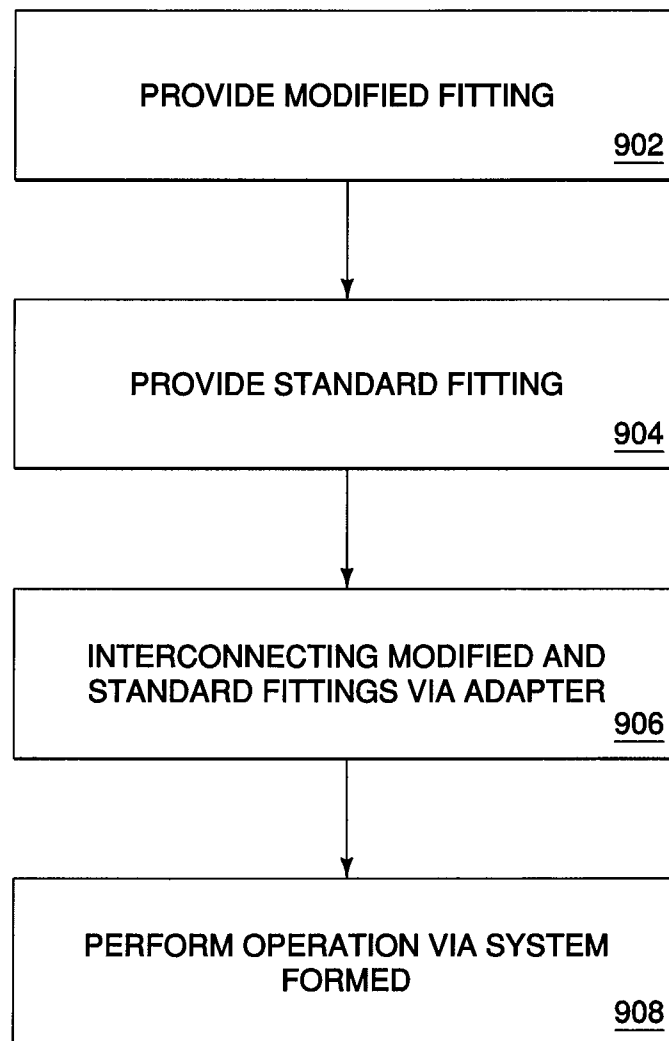 PROVIDE MODIFIED FITTING
902
PROVIDE STANDARD FITTING
904
INTERCONNECTING MODIFIED AND
STANDARD FITTINGS VIA ADAPTER
906
PERFORM OPERATION VIA SYSTEM
FORMED
908